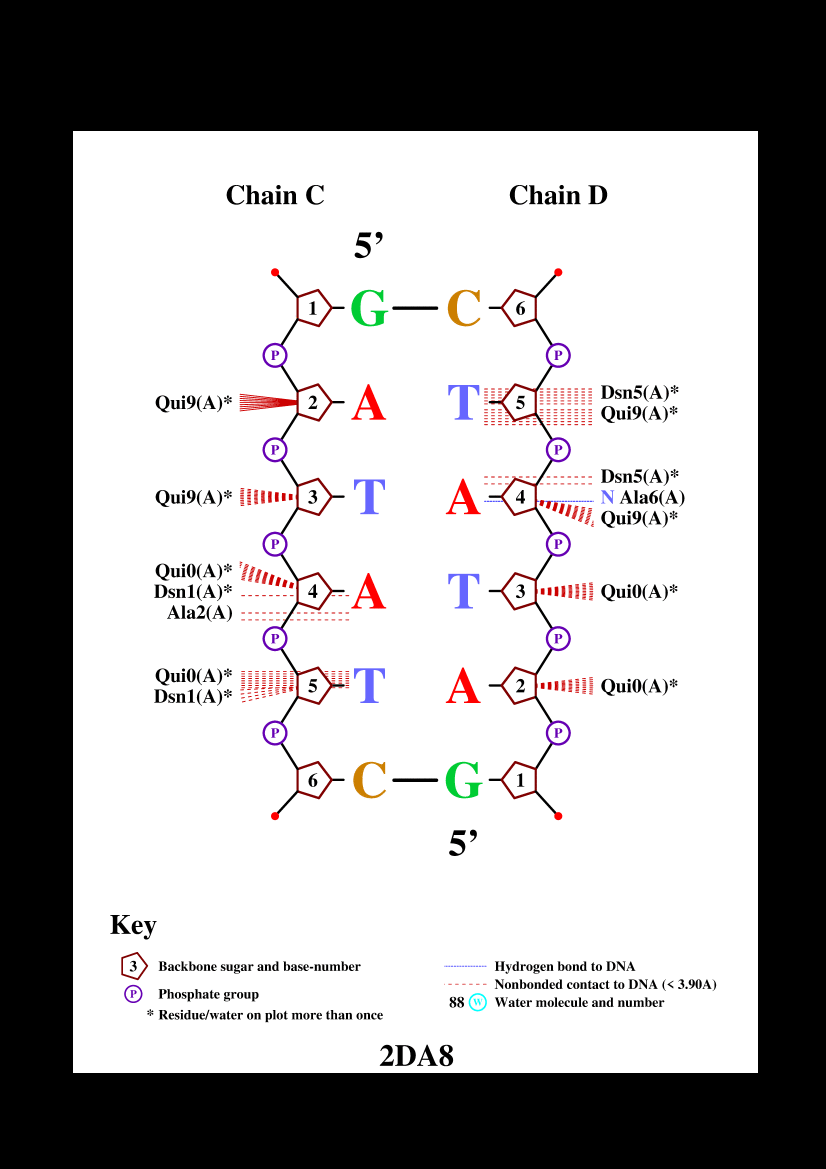 Chain C Chain D
5’
1 G C 6
P P
Qui9(A)* 2 A T 5 Dsn5(A)*
Qui9(A)*
P P
Qui9(A)* 3 T A 4 Dsn5(A)*
N Ala6(A)
Qui9(A)*
P P
Qui0(A)*
Dsn1(A)* 4 A T 3 Qui0(A)*
Ala2(A)
P P
Qui0(A)*
Dsn1(A)* 5 T A 2 Qui0(A)*
P P
6 C G 1
5’
Key
3 Backbone sugar and base-number
P Phosphate group
* Residue/water on plot more than once
Hydrogen bond to DNA
Nonbonded contact to DNA (< 3.90A)
88 W Water molecule and number
2DA8